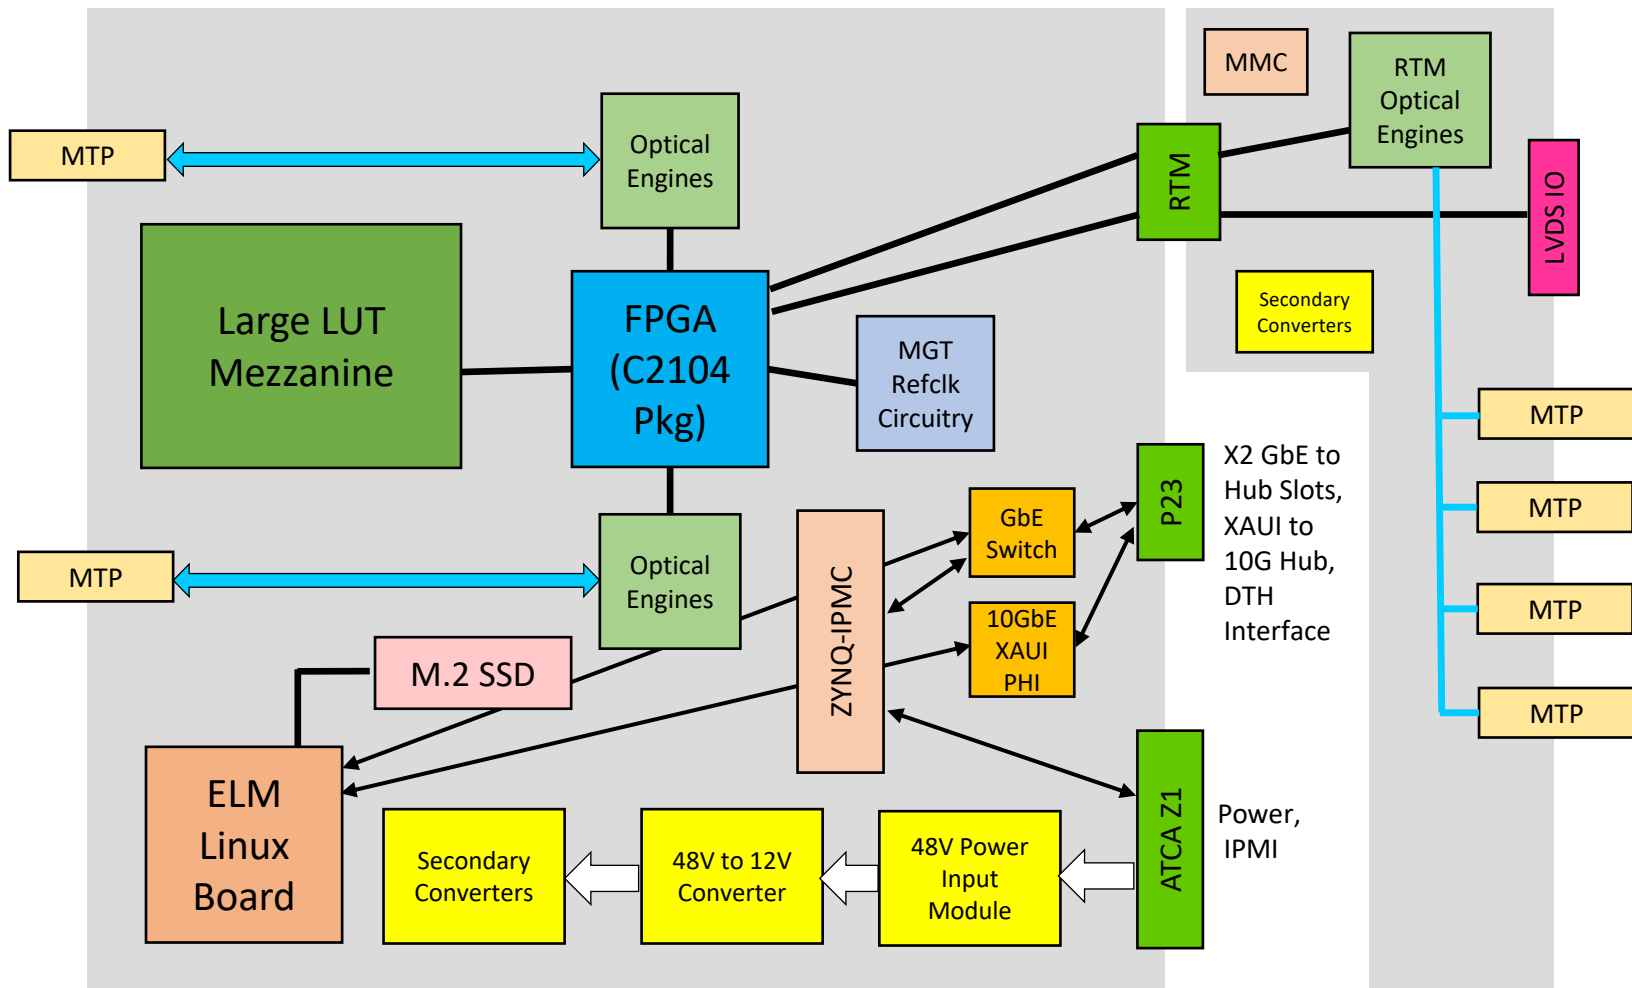 MMC
RTM
Optical
Engines
MTP
Optical
Engines
RTM
LVDS IO
Large LUT
Mezzanine
FPGA
(C2104
Pkg)
MGT
Refclk
Circuitry
Secondary
Converters
MTP
MTP
MTP
MTP
MTP
Optical
Engines
M.2 SSD
ZYNQ-IPMC
GbE
Switch
10GbE
XAUI
PHI
P23
X2 GbE to
Hub Slots,
XAUI to
10G Hub,
DTH
Interface
ELM
Linux
Board
Secondary
Converters
48V to 12V
Converter
48V Power
Input
Module
ATCA Z1
Power,
IPMI